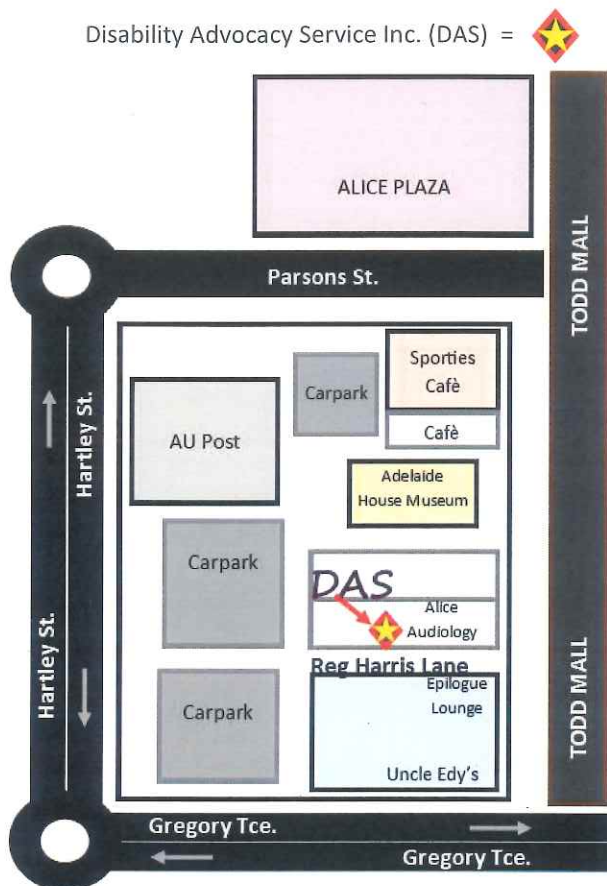 Disability Advocacy Service Inc. (DAS) =
ALICE PLAZA
TODD MALL
Parsons St.
Sporties
Cafè
Carpark
Cafè
AU Post
Hartley St.
Adelaide
House Museum
Carpark
DAS
Alice
Audiology
Hartley St.
Reg Harris Lane
Epilogue
Lounge
Carpark
TODD MALL
Uncle Edy's
Gregory Tce.
Gregory Tce.